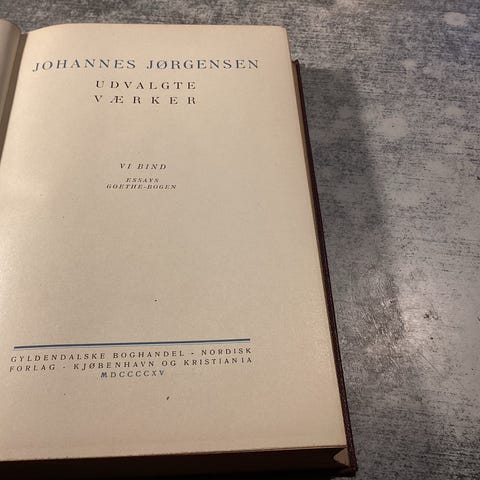 JOHANNES JØRGENSEN
UDVALGTE
VÆRKER
VI BIND
ESSAYS
GOETHE-BOGEN
GYLDENDALSKE BOGHANDEL - NORDISK
FORLAG - KJØBENHAVN OG KRISTIANIA
MDCCCCXV